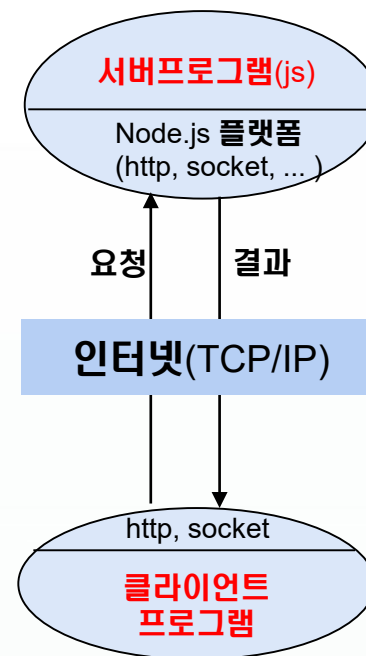 서버프로그램(js)
Node.js 플랫폼
(http, socket, ... )
요청
결과
인터넷(TCP/IP)
http, socket
클라이언트
프로그램